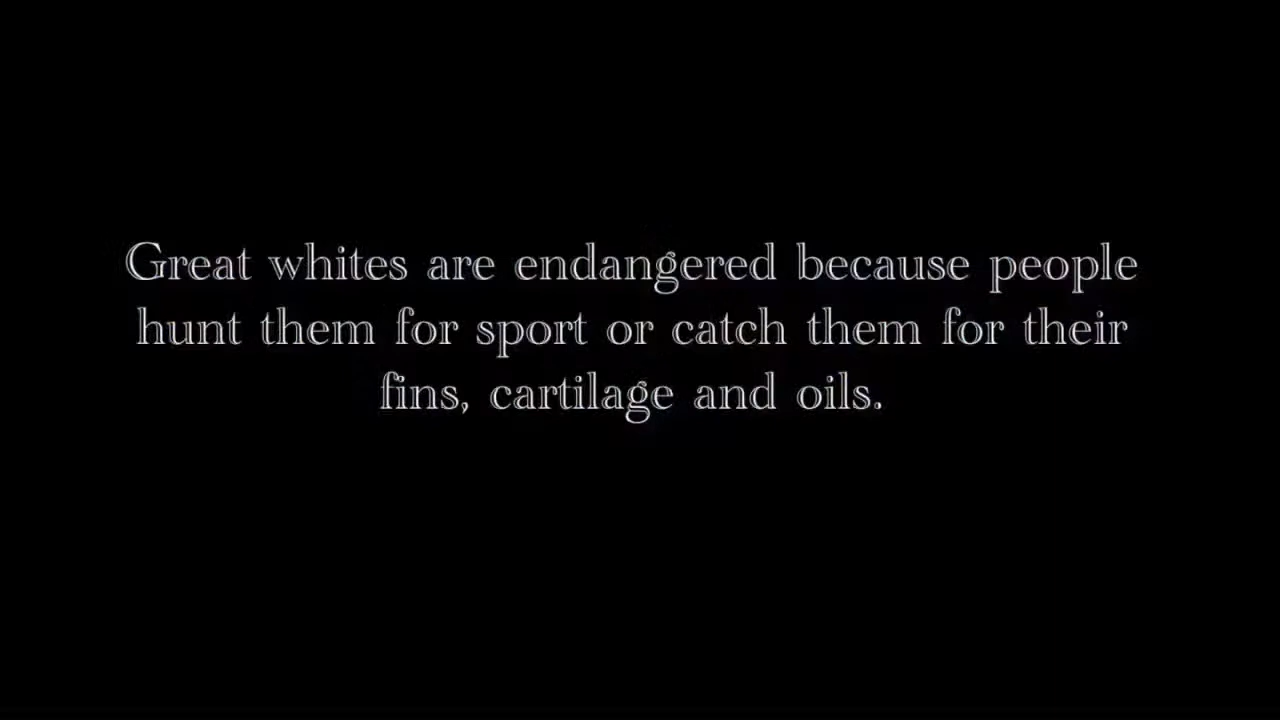 Great whites are endangered because people
hunt them for sport or catch them for their
fins, cartilage and oils.